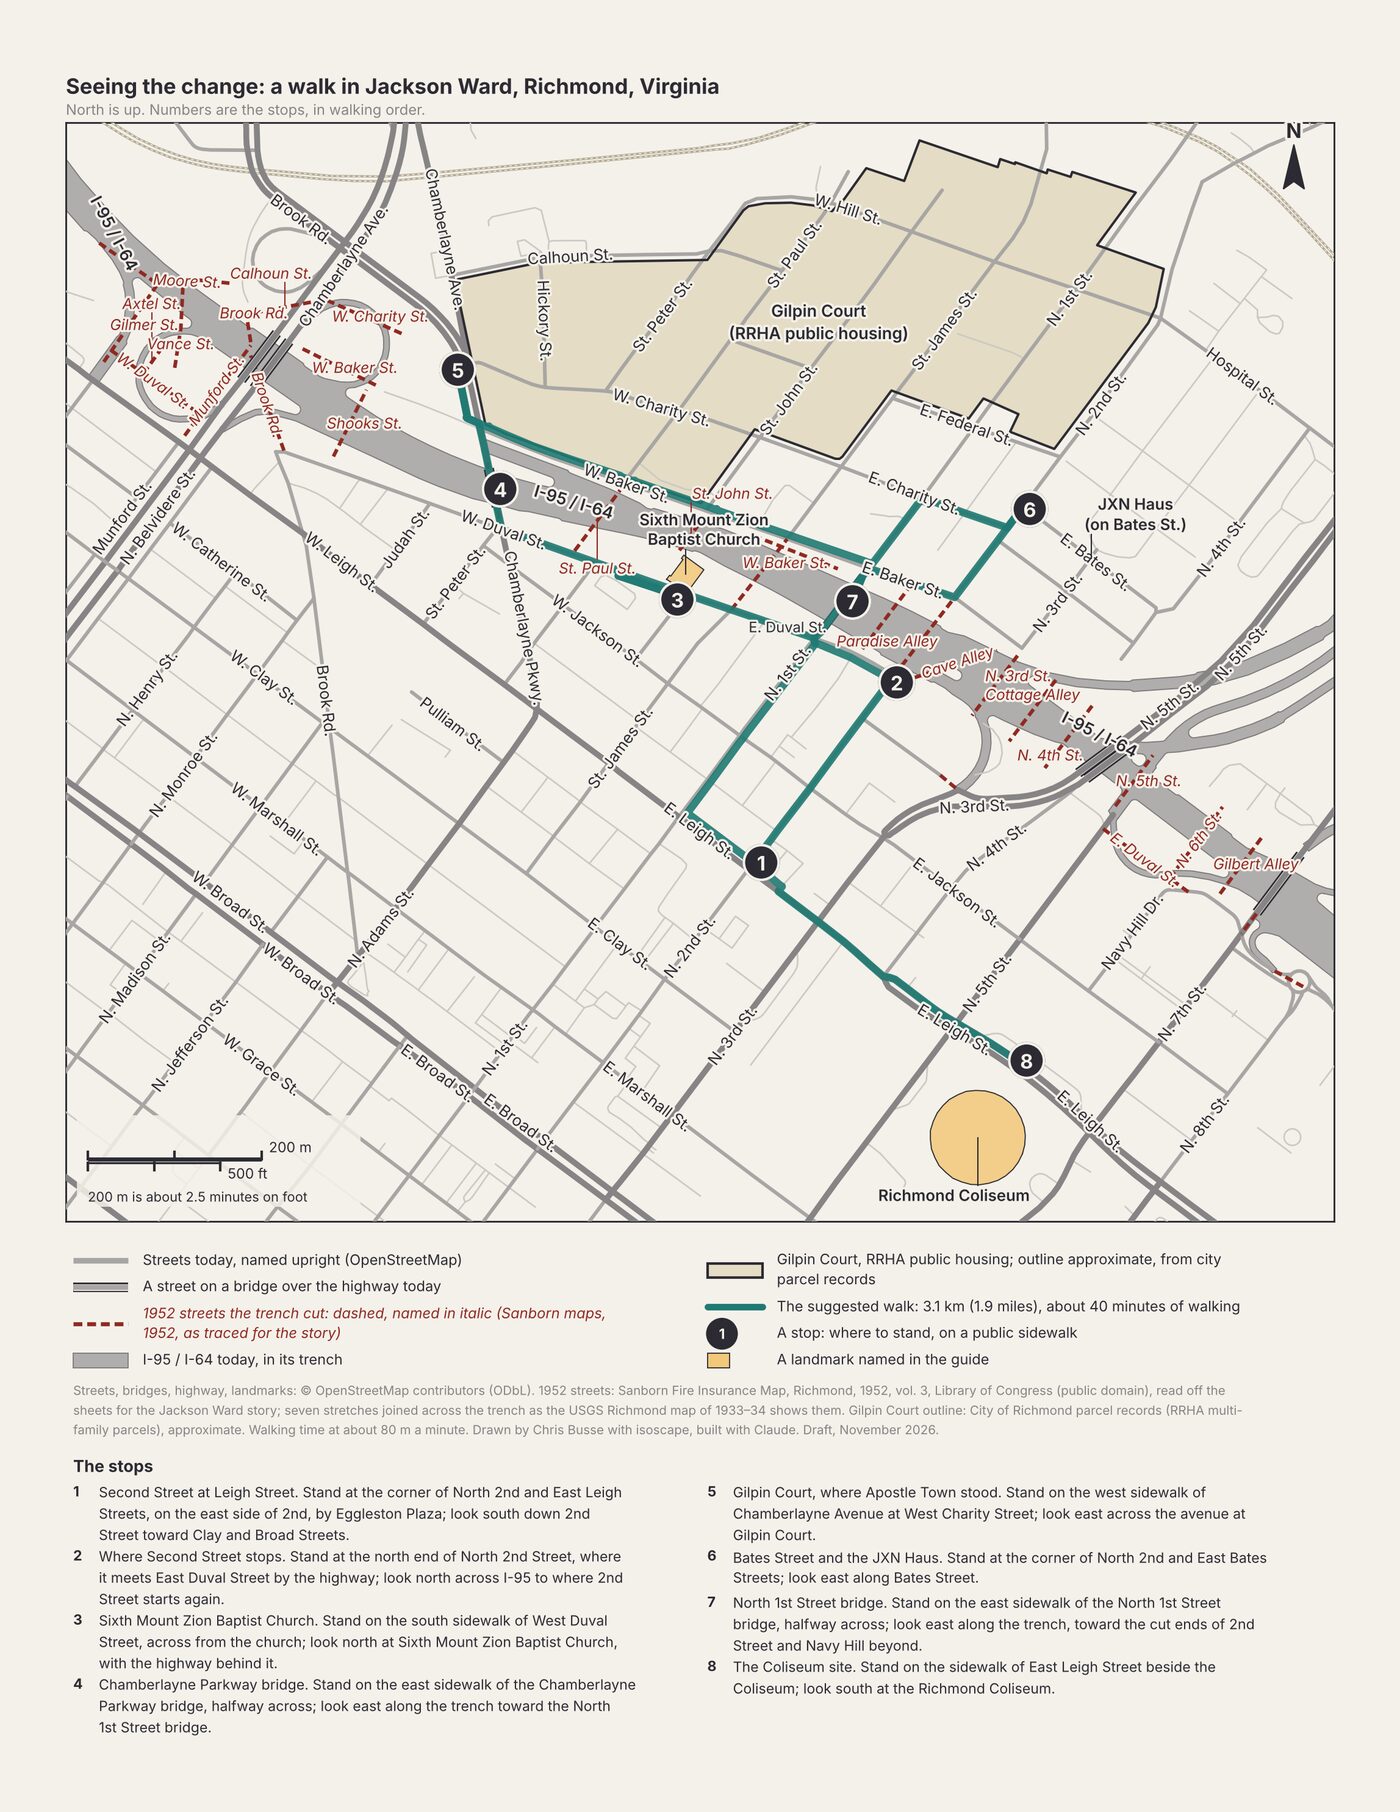 Seeing the change: a walk in Jackson Ward, Richmond, Virginia
North is up. Numbers are the stops, in walking order.
N
I-95 / I-64
Brook Rd.
Chamberlayne Ave.
Chamberlayne Ave.
W. Hill St.
Calhoun St.
St. Paul St.
Hickory St.
St. Peter St.
Gilpin Court
(RRHA public housing)
St. James St.
N. 1st St.
Moore St.
Calhoun St.
Axtel St.
Gilmer St.
Brook Rd.
W. Charity St.
Vance St.
W. Duval St.
Munford St.
Brook Rd.
W. Baker St.
Shooks St.
5
W. Charity St.
St. John St.
E. Federal St.
N. 2nd St.
Hospital St.
4
I-95 / I-64
W. Baker St.
St. John St.
Sixth Mount Zion
Baptist Church
E. Charity St.
6
JXN Haus
(on Bates St.)
E. Bates St.
N. 4th St.
N. 3rd St.
Munford St.
N. Belvidere St.
W. Catherine St.
W. Leigh St.
Judah St.
St. Peter St.
W. Duval St.
Chamberlayne Pkwy.
St. Paul St.
3
W. Baker St.
E. Baker St.
7
W. Jackson St.
E. Duval St.
Paradise Alley
Cave Alley
2
N. 3rd St.
Cottage Alley
I-95 / I-64
N. 4th St.
N. 5th St.
N. 5th St.
N. 5th St.
N. Henry St.
W. Clay St.
Brook Rd.
N. 1st St.
Pulliam St.
St. James St.
N. Monroe St.
W. Marshall St.
E. Leigh St.
1
N. 3rd St.
N. 4th St.
E. Duval St.
N. 6th St.
Gilbert Alley
E. Jackson St.
Navy Hill Dr.
W. Broad St.
W. Broad St.
N. Adams St.
E. Clay St.
N. 2nd St.
N. Madison St.
N. Jefferson St.
W. Grace St.
N. 5th St.
N. 7th St.
E. Leigh St.
8
N. 3rd St.
N. 1st St.
E. Broad St.
E. Broad St.
E. Marshall St.
E. Leigh St.
N. 8th St.
Richmond Coliseum
200 m
500 ft
200 m is about 2.5 minutes on foot
Streets today, named upright (OpenStreetMap)
A street on a bridge over the highway today
1952 streets the trench cut: dashed, named in italic (Sanborn maps,
1952, as traced for the story)
I-95 / I-64 today, in its trench
Gilpin Court, RRHA public housing; outline approximate, from city
parcel records
The suggested walk: 3.1 km (1.9 miles), about 40 minutes of walking
1
A stop: where to stand, on a public sidewalk
A landmark named in the guide
Streets, bridges, highway, landmarks: © OpenStreetMap contributors (ODbL). 1952 streets: Sanborn Fire Insurance Map, Richmond, 1952, vol. 3, Library of Congress (public domain), read off the
sheets for the Jackson Ward story; seven stretches joined across the trench as the USGS Richmond map of 1933–34 shows them. Gilpin Court outline: City of Richmond parcel records (RRHA multi-
family parcels), approximate. Walking time at about 80 m a minute. Drawn by Chris Busse with isoscape, built with Claude. Draft, November 2026.
The stops
1 Second Street at Leigh Street. Stand at the corner of North 2nd and East Leigh
Streets, on the east side of 2nd, by Eggleston Plaza; look south down 2nd
Street toward Clay and Broad Streets.
2 Where Second Street stops. Stand at the north end of North 2nd Street, where
it meets East Duval Street by the highway; look north across I-95 to where 2nd
Street starts again.
3 Sixth Mount Zion Baptist Church. Stand on the south sidewalk of West Duval
Street, across from the church; look north at Sixth Mount Zion Baptist Church,
with the highway behind it.
4 Chamberlayne Parkway bridge. Stand on the east sidewalk of the Chamberlayne
Parkway bridge, halfway across; look east along the trench toward the North
1st Street bridge.
5 Gilpin Court, where Apostle Town stood. Stand on the west sidewalk of
Chamberlayne Avenue at West Charity Street; look east across the avenue at
Gilpin Court.
6 Bates Street and the JXN Haus. Stand at the corner of North 2nd and East Bates
Streets; look east along Bates Street.
7 North 1st Street bridge. Stand on the east sidewalk of the North 1st Street
bridge, halfway across; look east along the trench, toward the cut ends of 2nd
Street and Navy Hill beyond.
8 The Coliseum site. Stand on the sidewalk of East Leigh Street beside the
Coliseum; look south at the Richmond Coliseum.